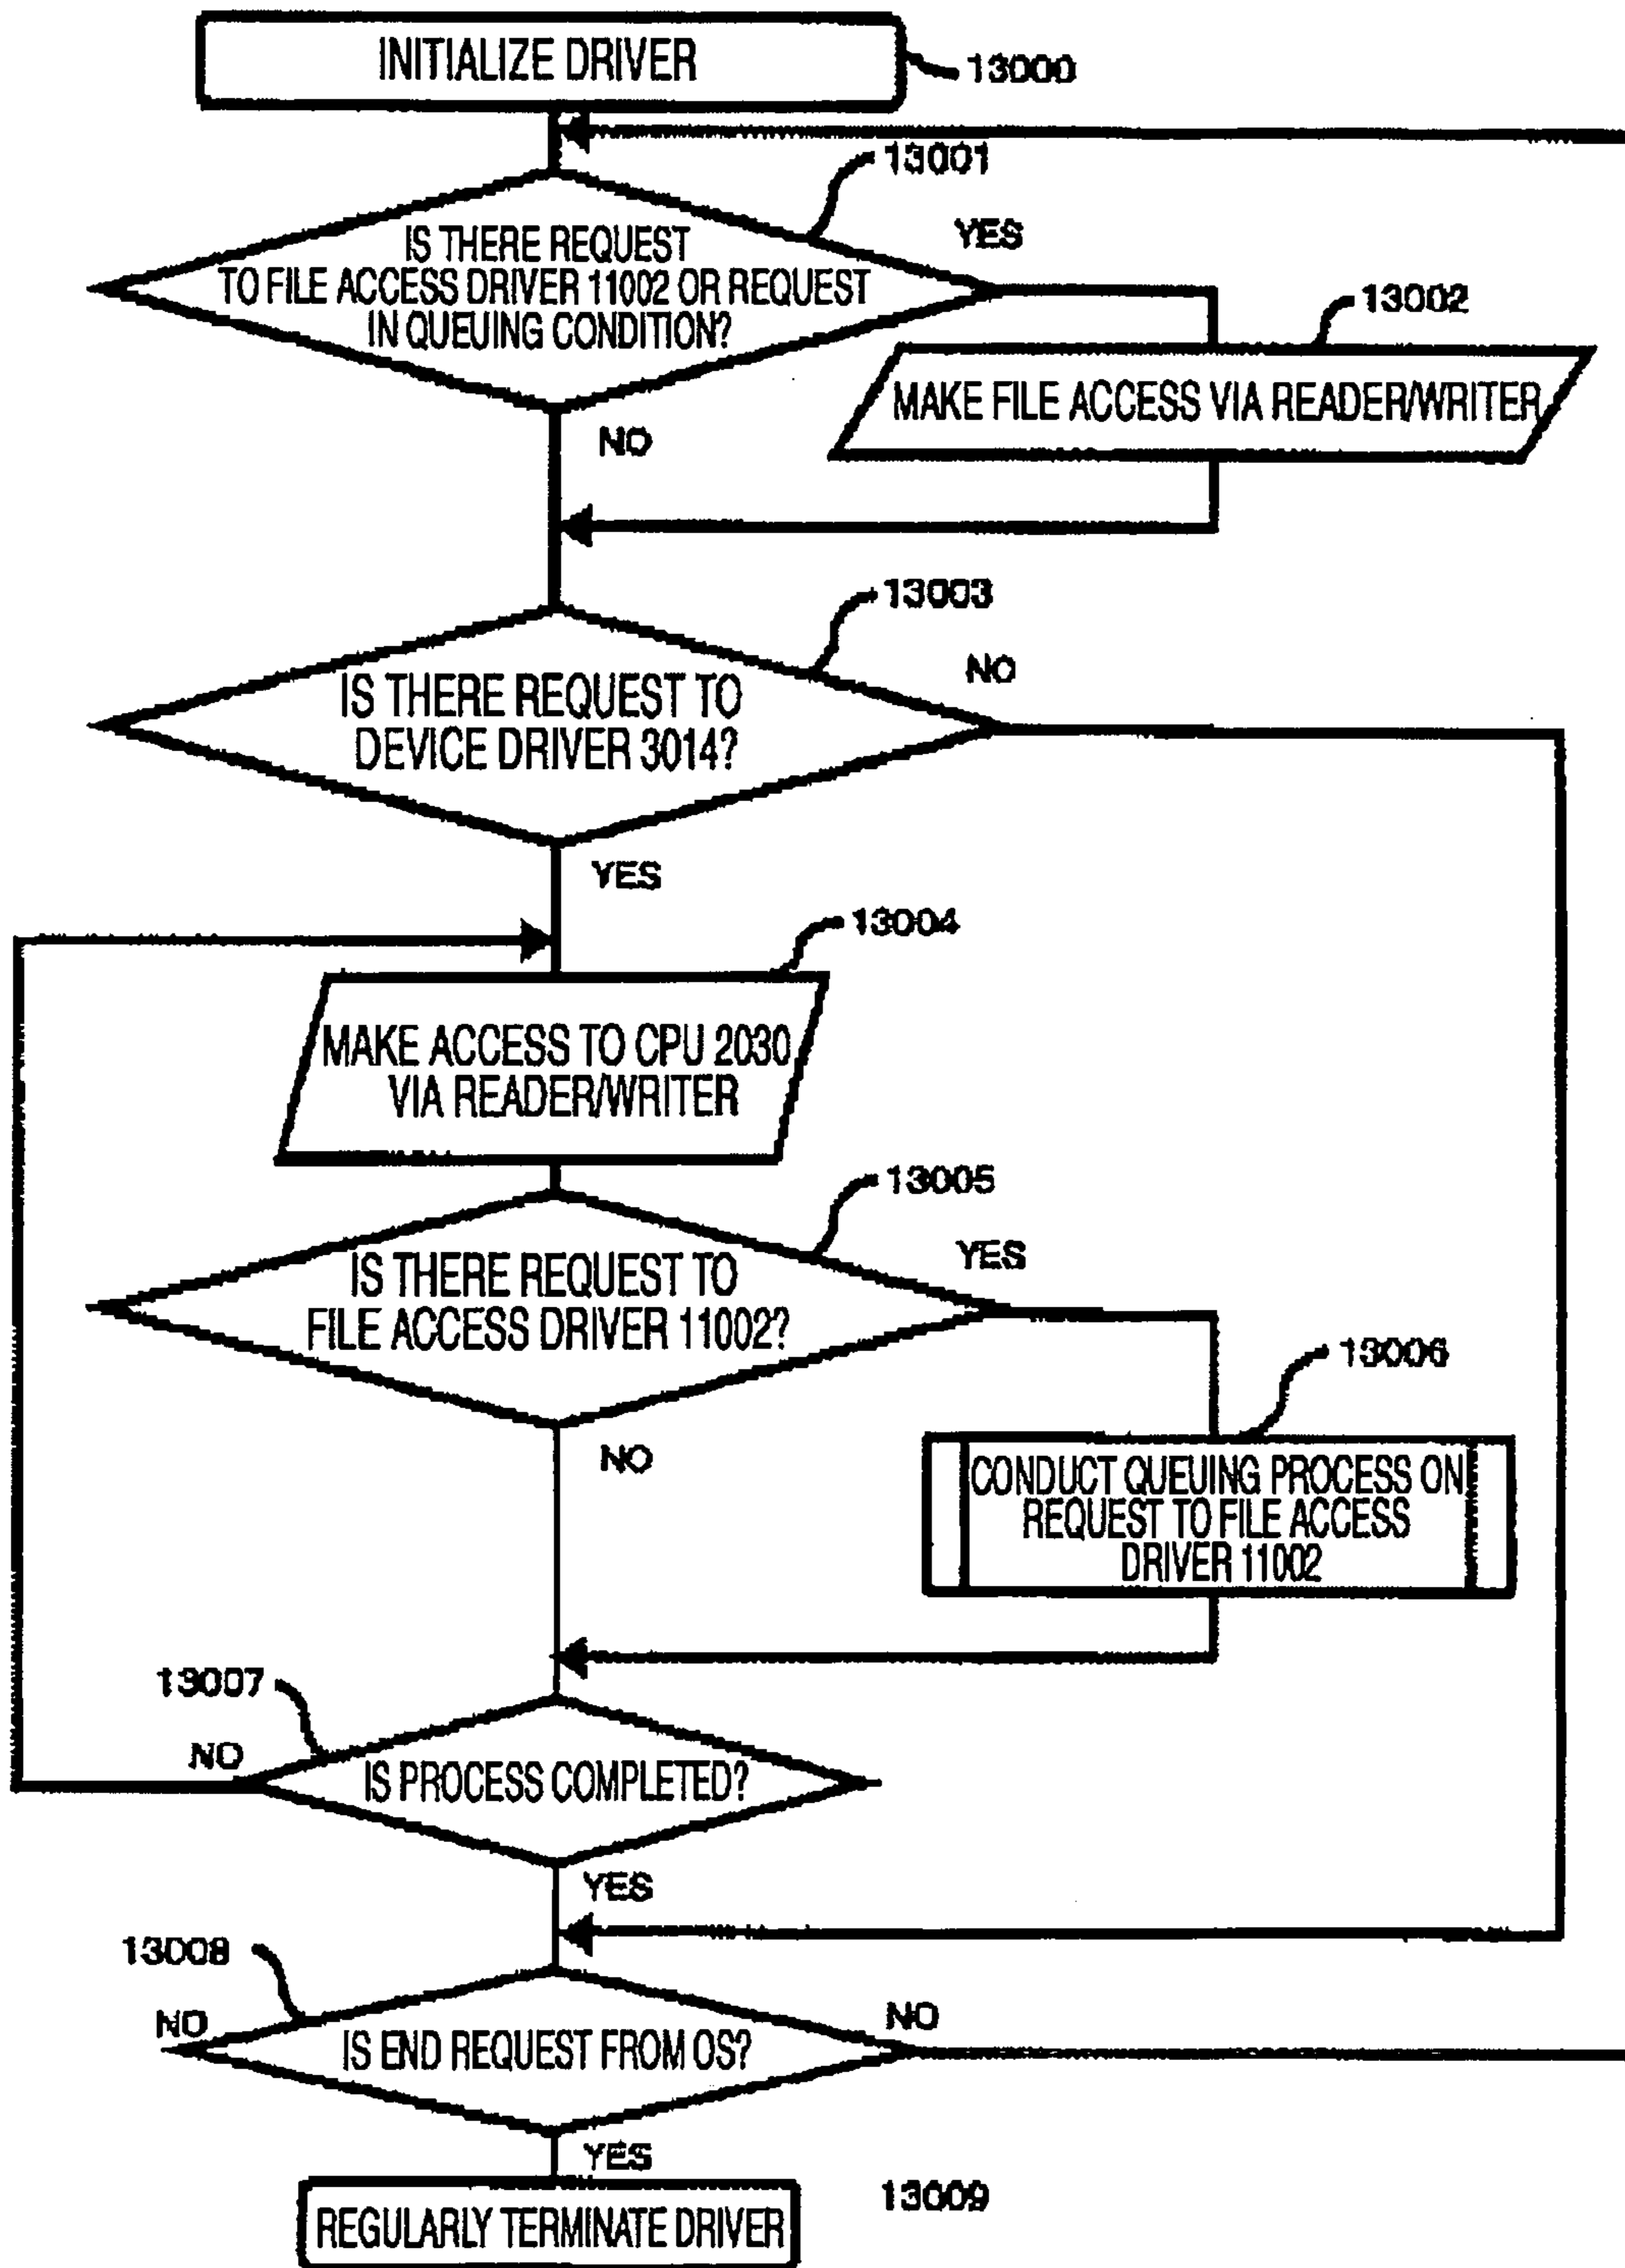 INITIALIZE DRIVER
13000
13001
IS THERE REQUEST
TO FILE ACCESS DRIVER 11002 OR REQUEST
IN QUEUING CONDITION?
YES
13002
MAKE FILE ACCESS VIA READER/WRITER
NO
13003
IS THERE REQUEST TO
DEVICE DRIVER 3014?
NO
YES
13004
MAKE ACCESS TO CPU 2030
VIA READER/WRITER
13005
IS THERE REQUEST TO
FILE ACCESS DRIVER 11002?
YES
13006
CONDUCT QUEUING PROCESS ON
REQUEST TO FILE ACCESS
DRIVER 11002
NO
13007
NO
IS PROCESS COMPLETED?
YES
13008
NO
IS END REQUEST FROM OS?
NO
YES
13009
REGULARLY TERMINATE DRIVER